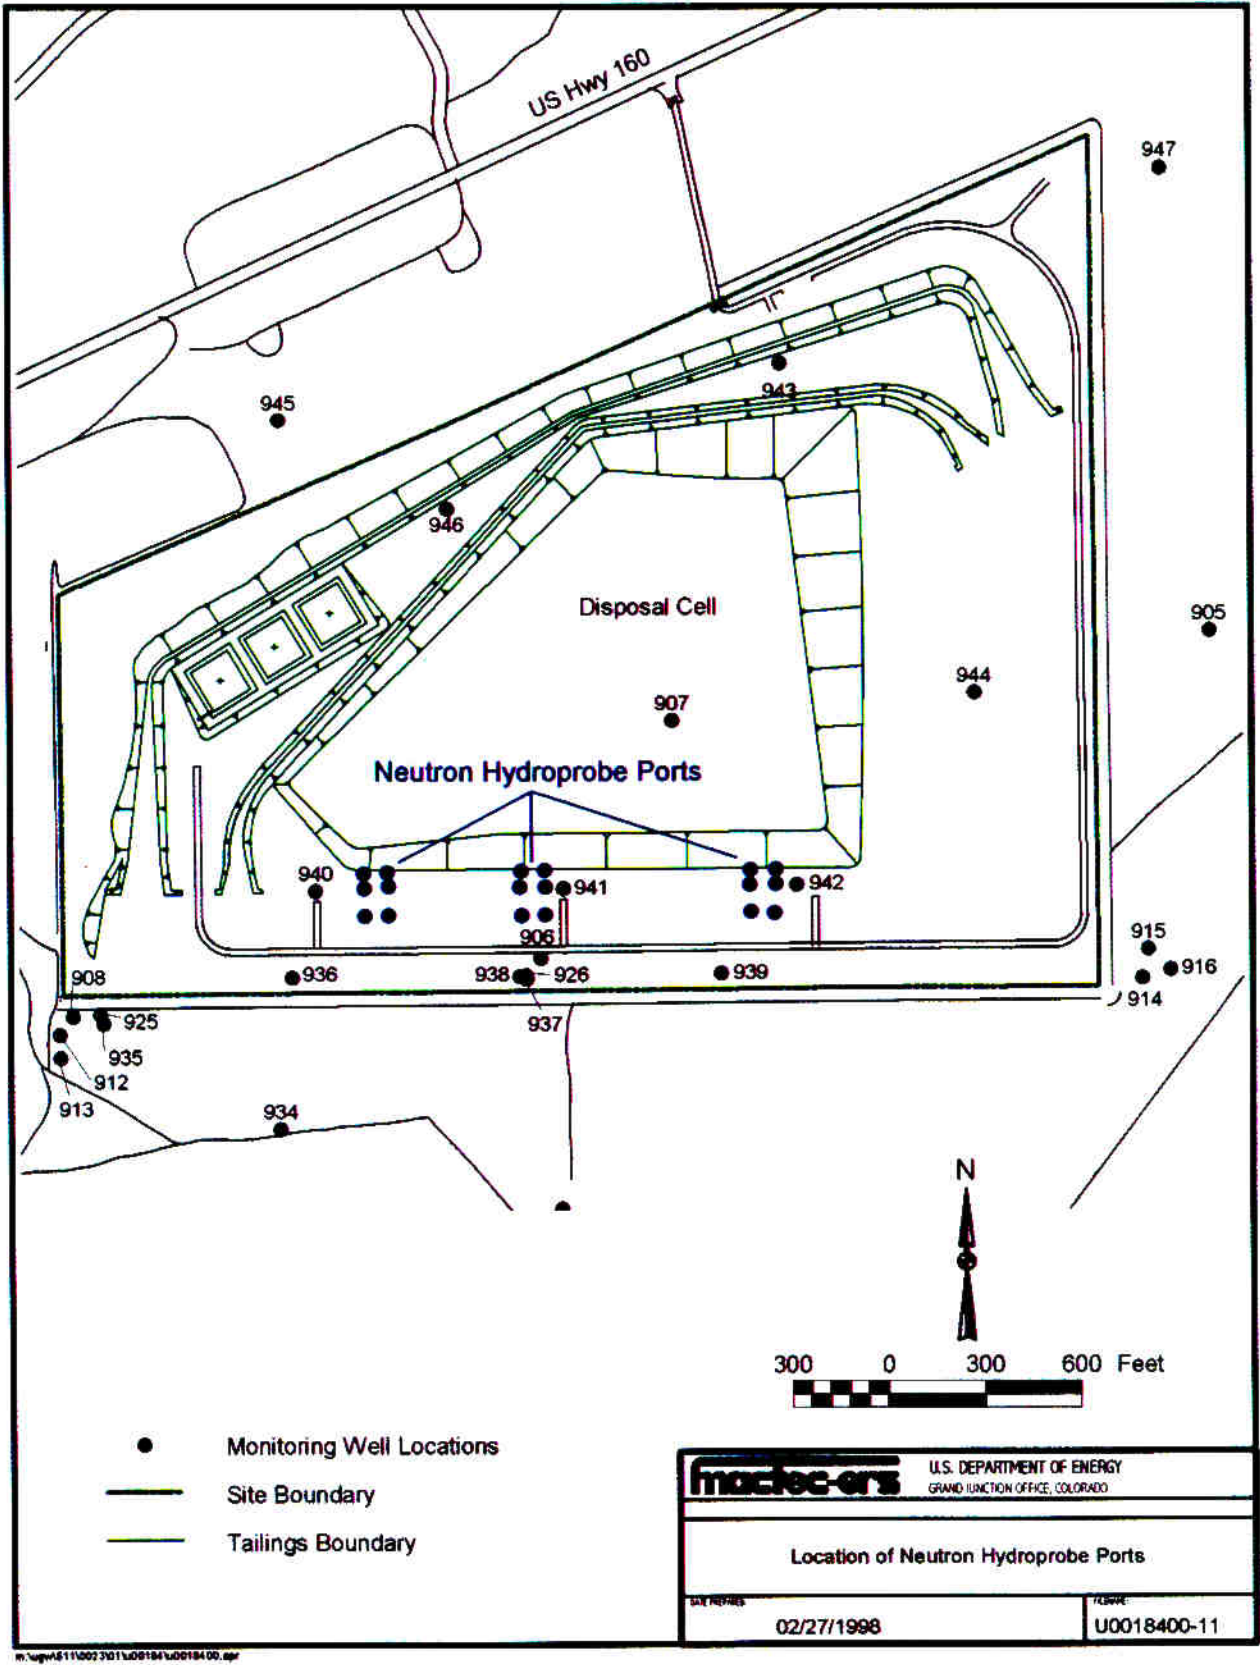 US Hwy 160
947
945
943
946
Disposal Cell
905
944
907
Neutron Hydroprobe Ports
940
941
942
906
915
916
914
908
936
938
926
939
937
925
935
912
913
934
N
300 0 300 600 Feet
Monitoring Well Locations
Site Boundary
Tailings Boundary
mactec-ers
U.S. DEPARTMENT OF ENERGY
GRAND JUNCTION OFFICE, COLORADO
Location of Neutron Hydroprobe Ports
DATE PREPARED:
02/27/1998
FILENAME:
U0018400-11